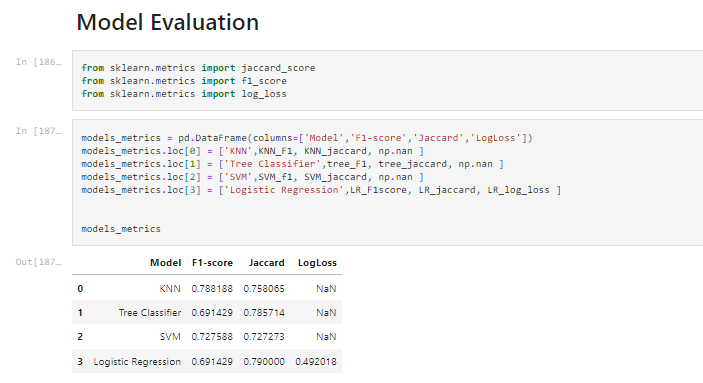 Model Evaluation
In [186…
from sklearn.metrics import jaccard_score
from sklearn.metrics import f1_score
from sklearn.metrics import log_loss
In [187…
models_metrics = pd.DataFrame(columns=['Model','F1-score','Jaccard','LogLoss'])
models_metrics.loc[0] = ['KNN',KNN_F1, KNN_jaccard, np.nan ]
models_metrics.loc[1] = ['Tree Classifier',tree_F1, tree_jaccard, np.nan ]
models_metrics.loc[2] = ['SVM',SVM_f1, SVM_jaccard, np.nan ]
models_metrics.loc[3] = ['Logistic Regression',LR_F1score, LR_jaccard, LR_log_loss ]
models_metrics
Out[187…
Model F1-score Jaccard LogLoss
0 KNN 0.788188 0.758065 NaN
1 Tree Classifier 0.691429 0.785714 NaN
2 SVM 0.727588 0.727273 NaN
3 Logistic Regression 0.691429 0.790000 0.492018